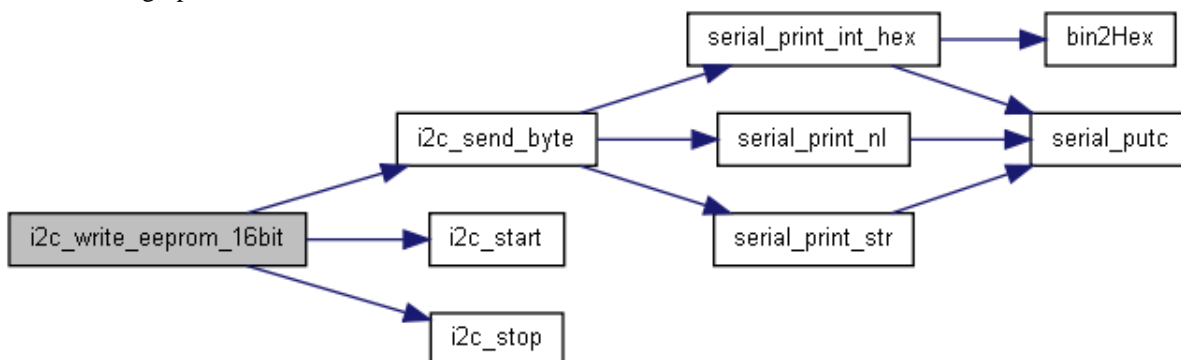 serial_print_int_hex
bin2Hex
i2c_send_byte
serial_print_nl
serial_putc
i2c_write_eeprom_16bit
i2c_start
serial_print_str
i2c_stop